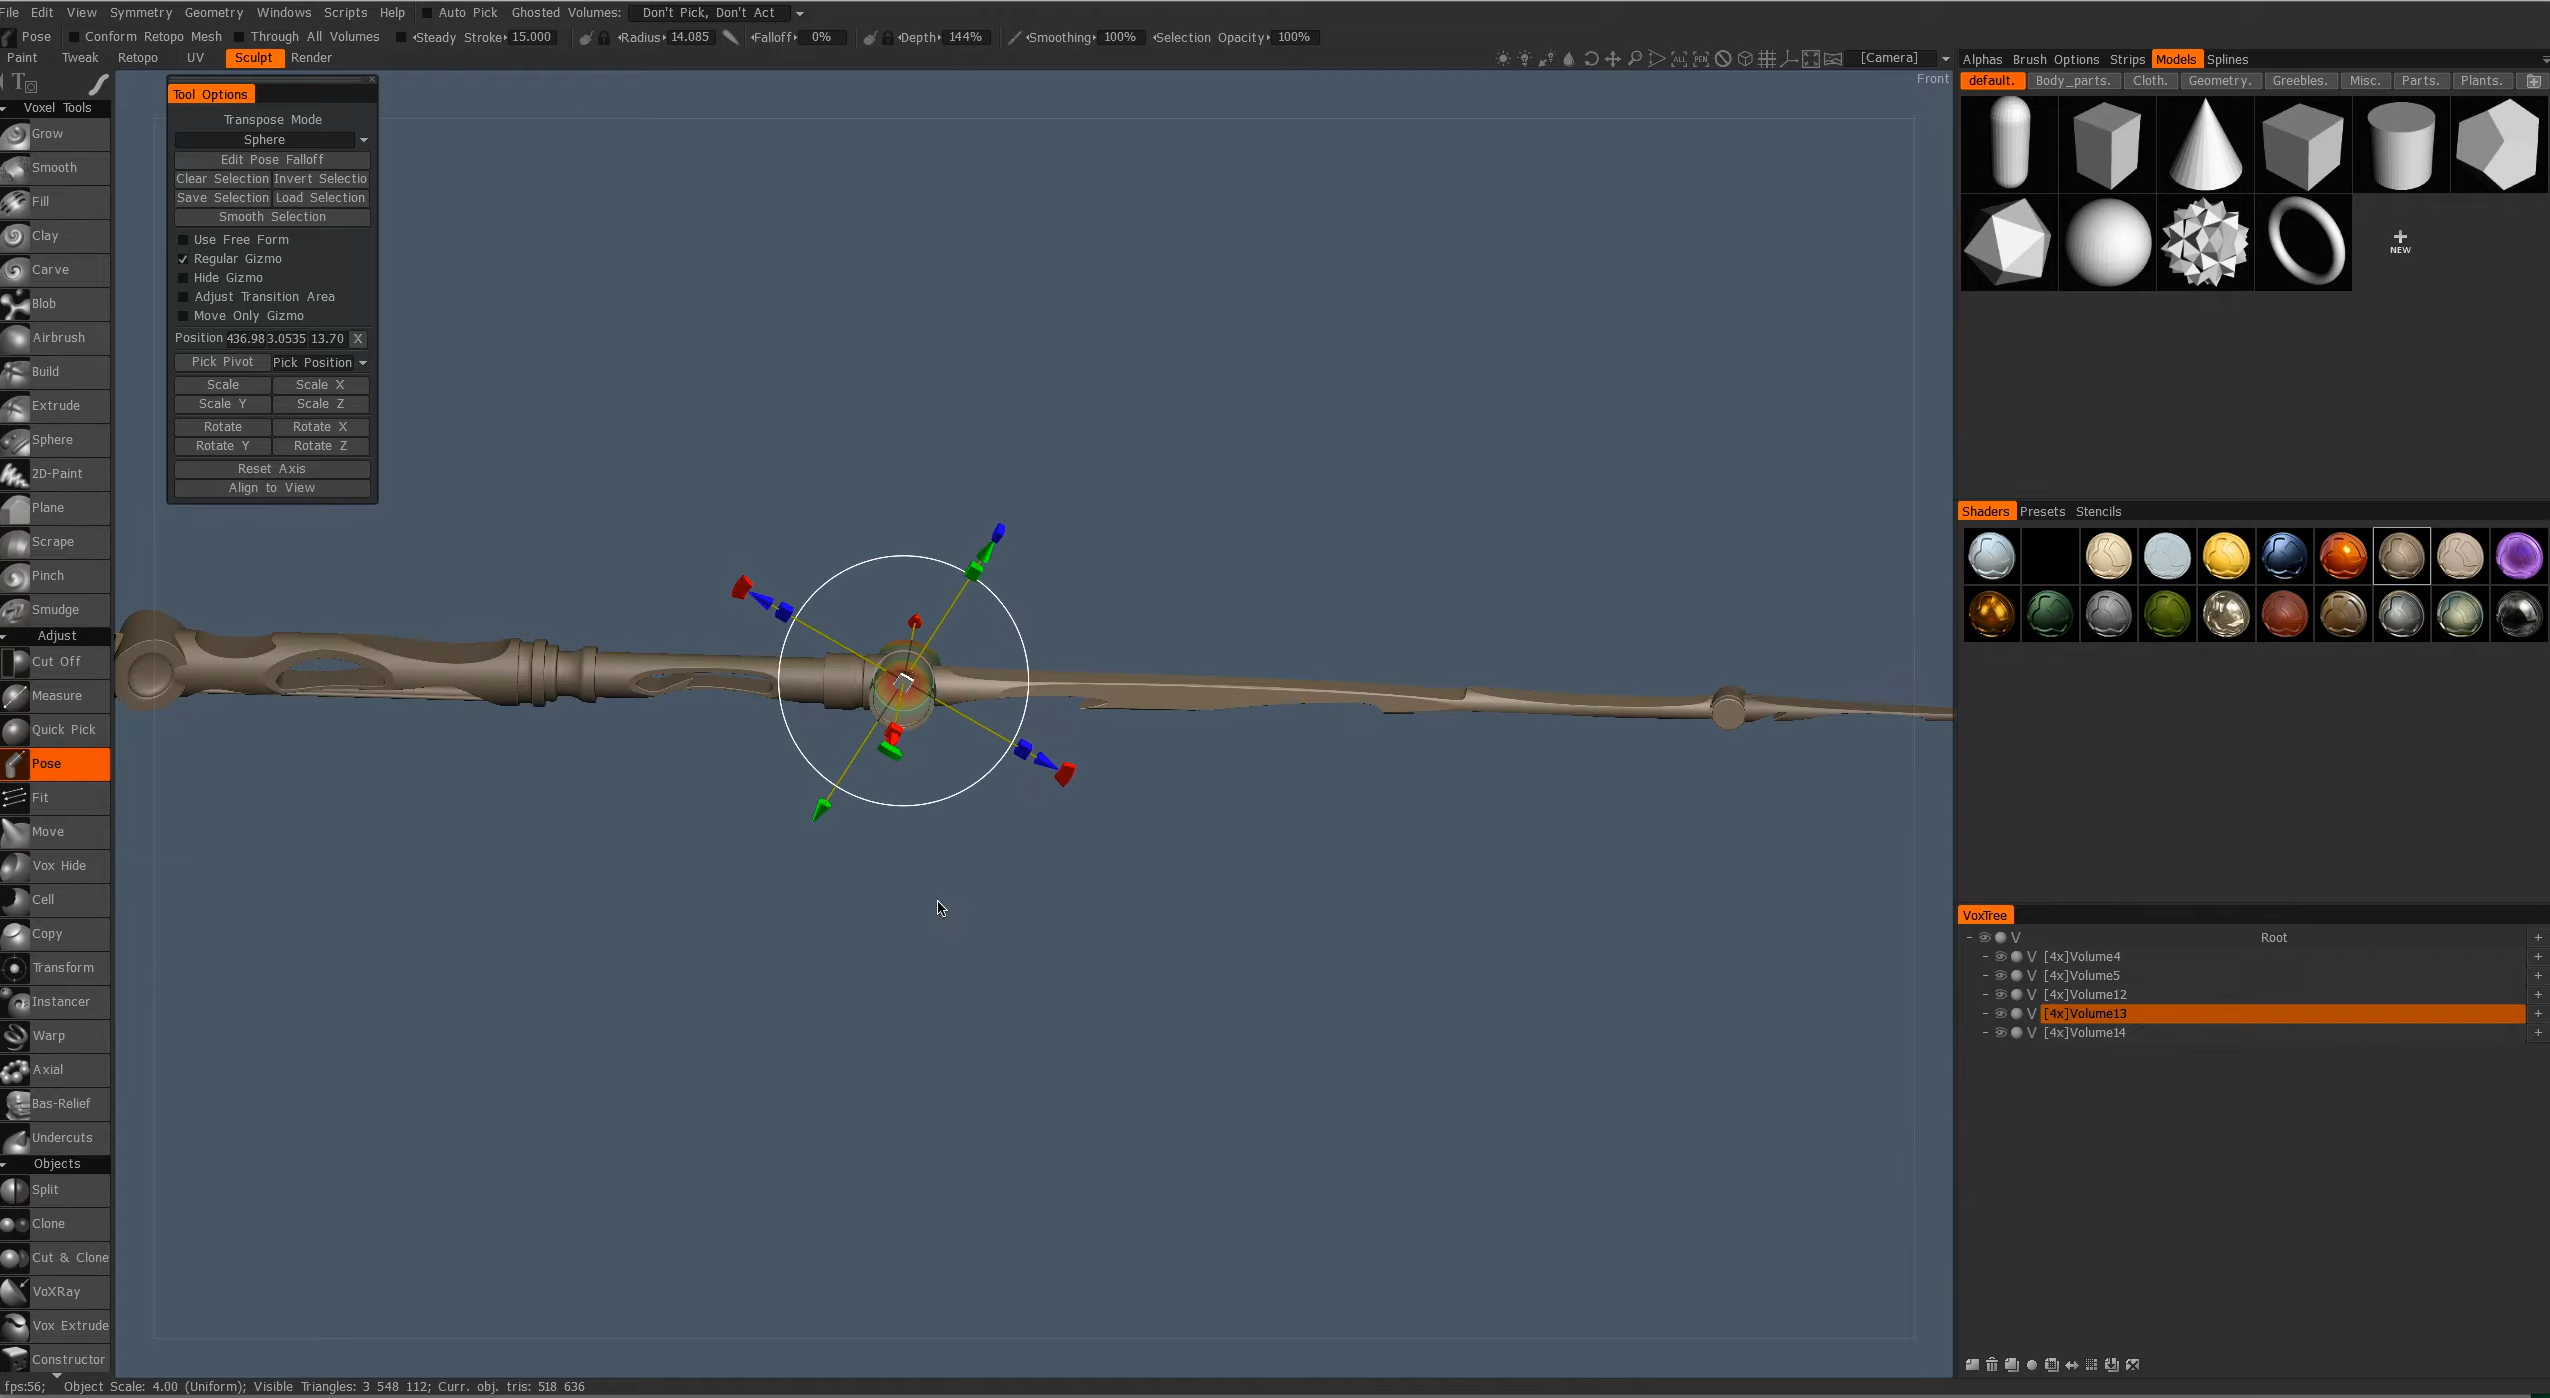 File Edit View Symmetry Geometry Windows Scripts Help Auto Pick Ghosted Volumes: Don't Pick, Don't Act
Pose Conform Retopo Mesh Through All Volumes Steady Stroke 15.000 Radius 14.085 Falloff 0% Depth 144% Smoothing 100% Selection Opacity 100%
Paint Tweak Retopo UV Sculpt Render [Camera]
Front
Tool Options
Transpose Mode
Sphere
Edit Pose Falloff
Clear Selection Invert Selectio
Save Selection Load Selection
Smooth Selection
Use Free Form
Regular Gizmo
Hide Gizmo
Adjust Transition Area
Move Only Gizmo
Position 436.98 3.0535 13.70 X
Pick Pivot Pick Position
Scale Scale X
Scale Y Scale Z
Rotate Rotate X
Rotate Y Rotate Z
Reset Axis
Align to View
Voxel Tools
Grow
Smooth
Fill
Clay
Carve
Blob
Airbrush
Build
Extrude
Sphere
2D-Paint
Plane
Scrape
Pinch
Smudge
Adjust
Cut Off
Measure
Quick Pick
Pose
Fit
Move
Vox Hide
Cell
Copy
Transform
Instancer
Warp
Axial
Bas-Relief
Undercuts
Objects
Split
Clone
Cut & Clone
VoXRay
Vox Extrude
Constructor
Alphas Brush Options Strips Models Splines
default. Body_parts. Cloth. Geometry. Greebles. Misc. Parts. Plants.
NEW
Shaders Presets Stencils
VoxTree
V Root
V [4x]Volume4
V [4x]Volume5
V [4x]Volume12
V [4x]Volume13
V [4x]Volume14
fps:56; Object Scale: 4.00 (Uniform); Visible Triangles: 3 548 112; Curr. obj. tris: 518 636